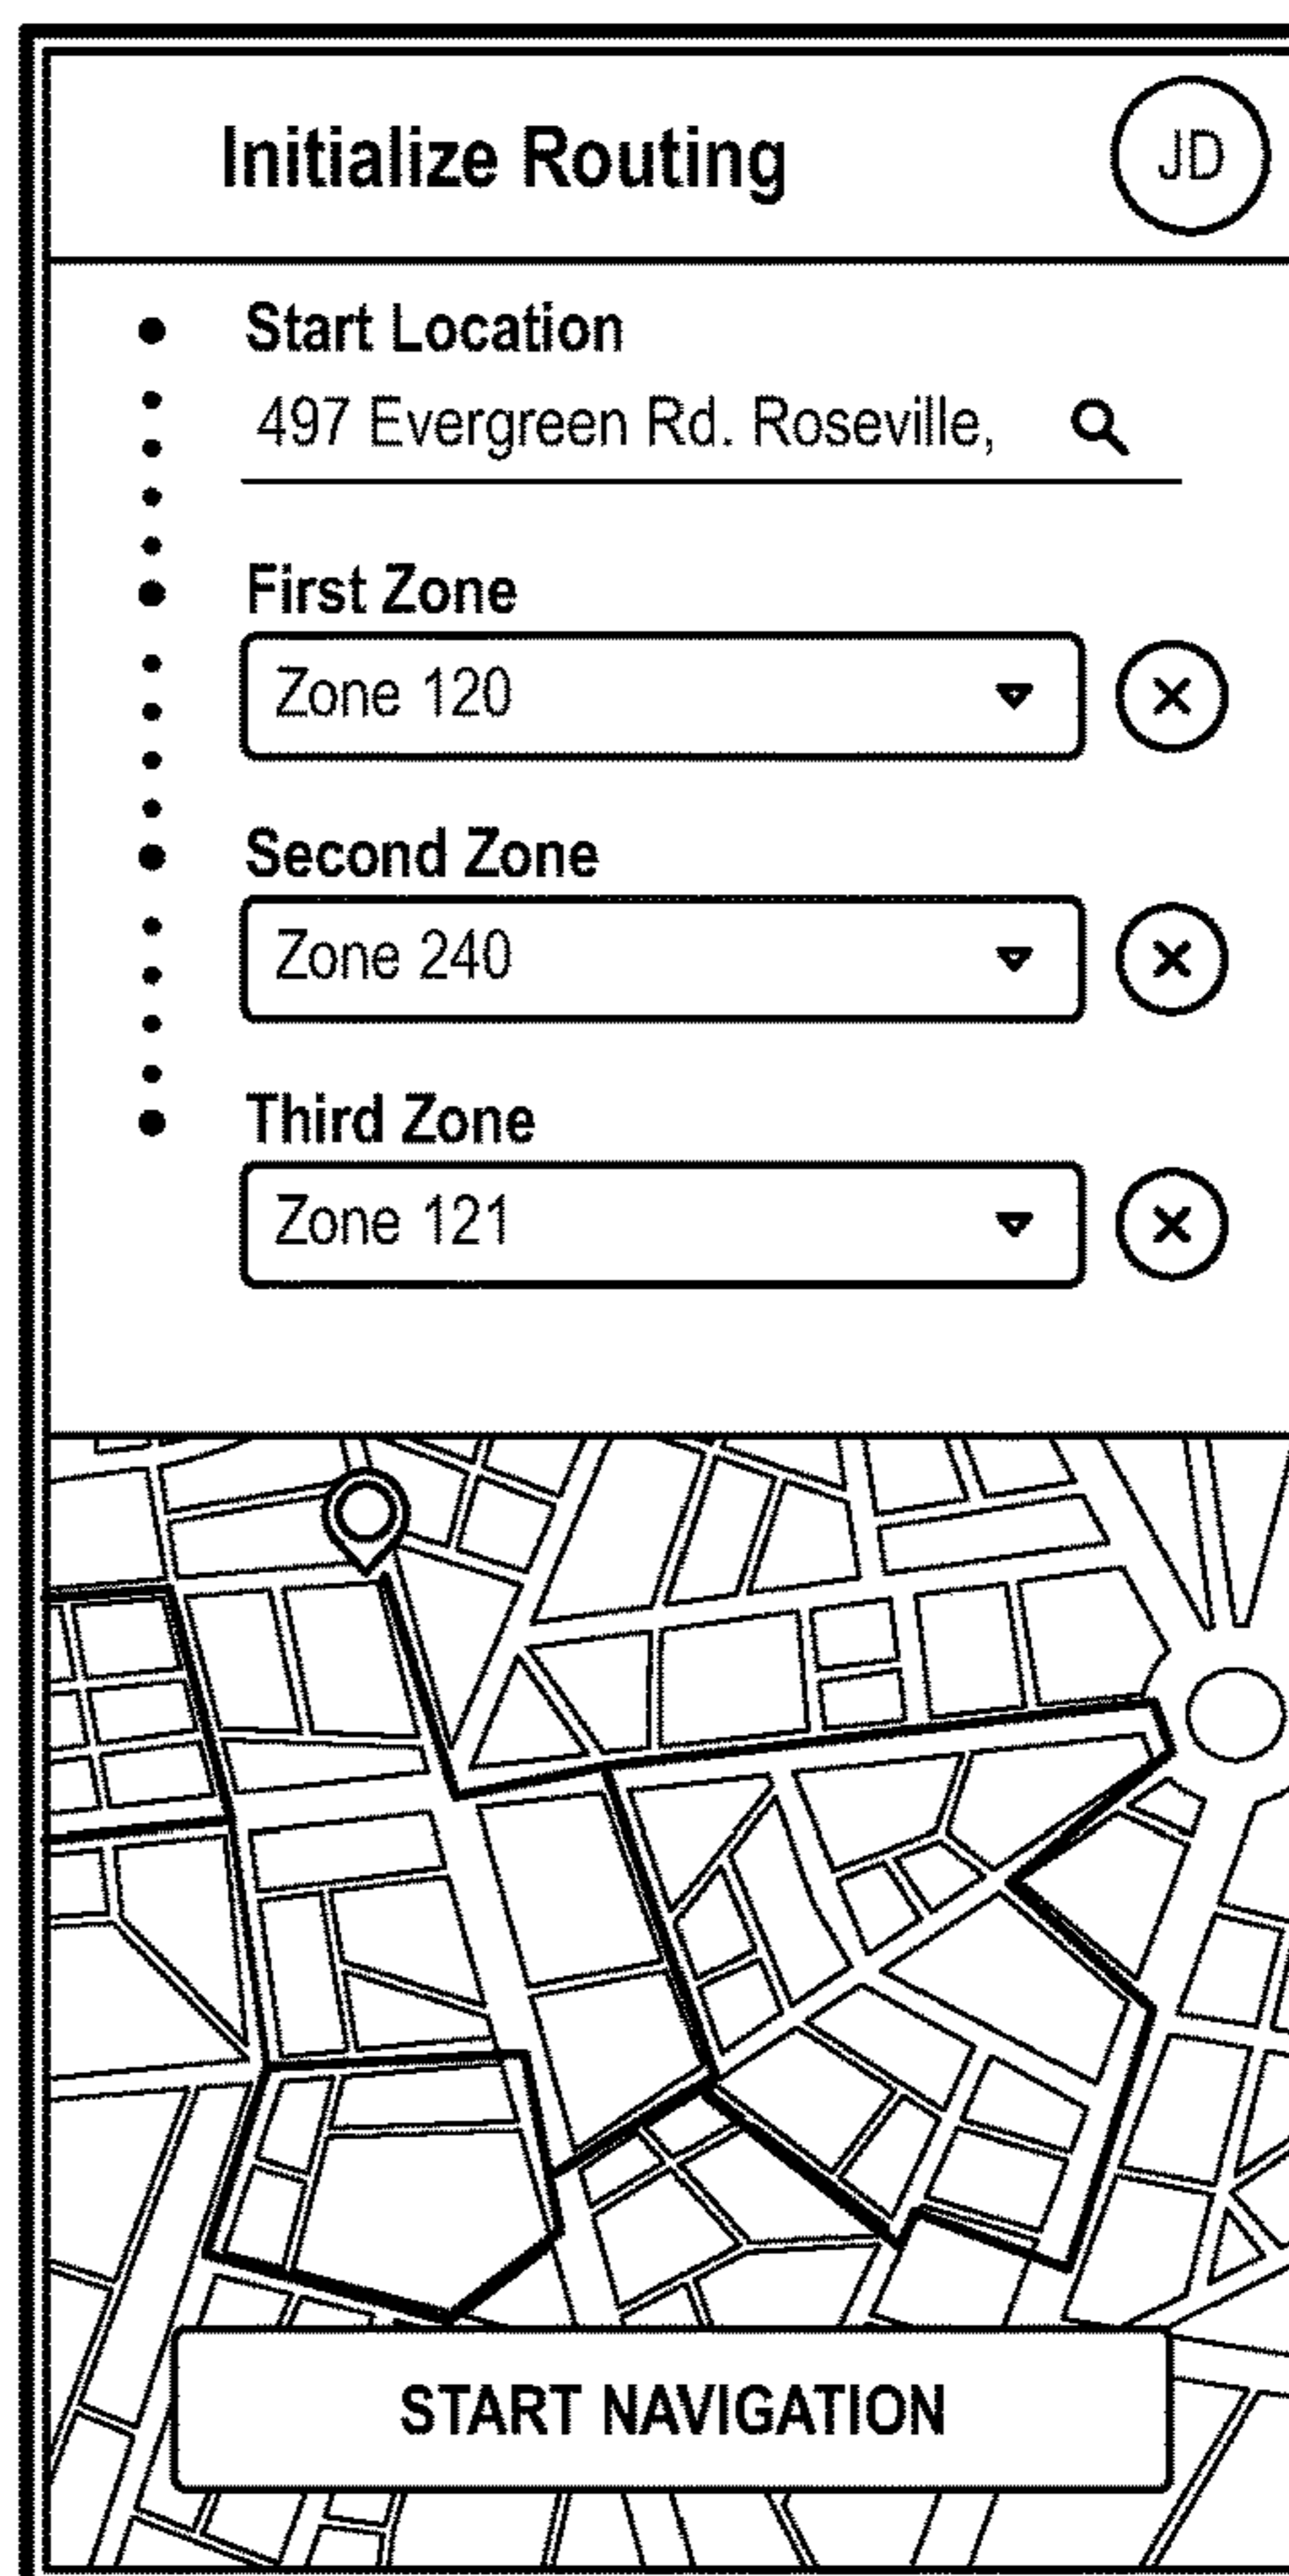 Initialize Routing
JD
Start Location
497 Evergreen Rd. Roseville,
First Zone
Zone 120
Second Zone
Zone 240
Third Zone
Zone 121
START NAVIGATION